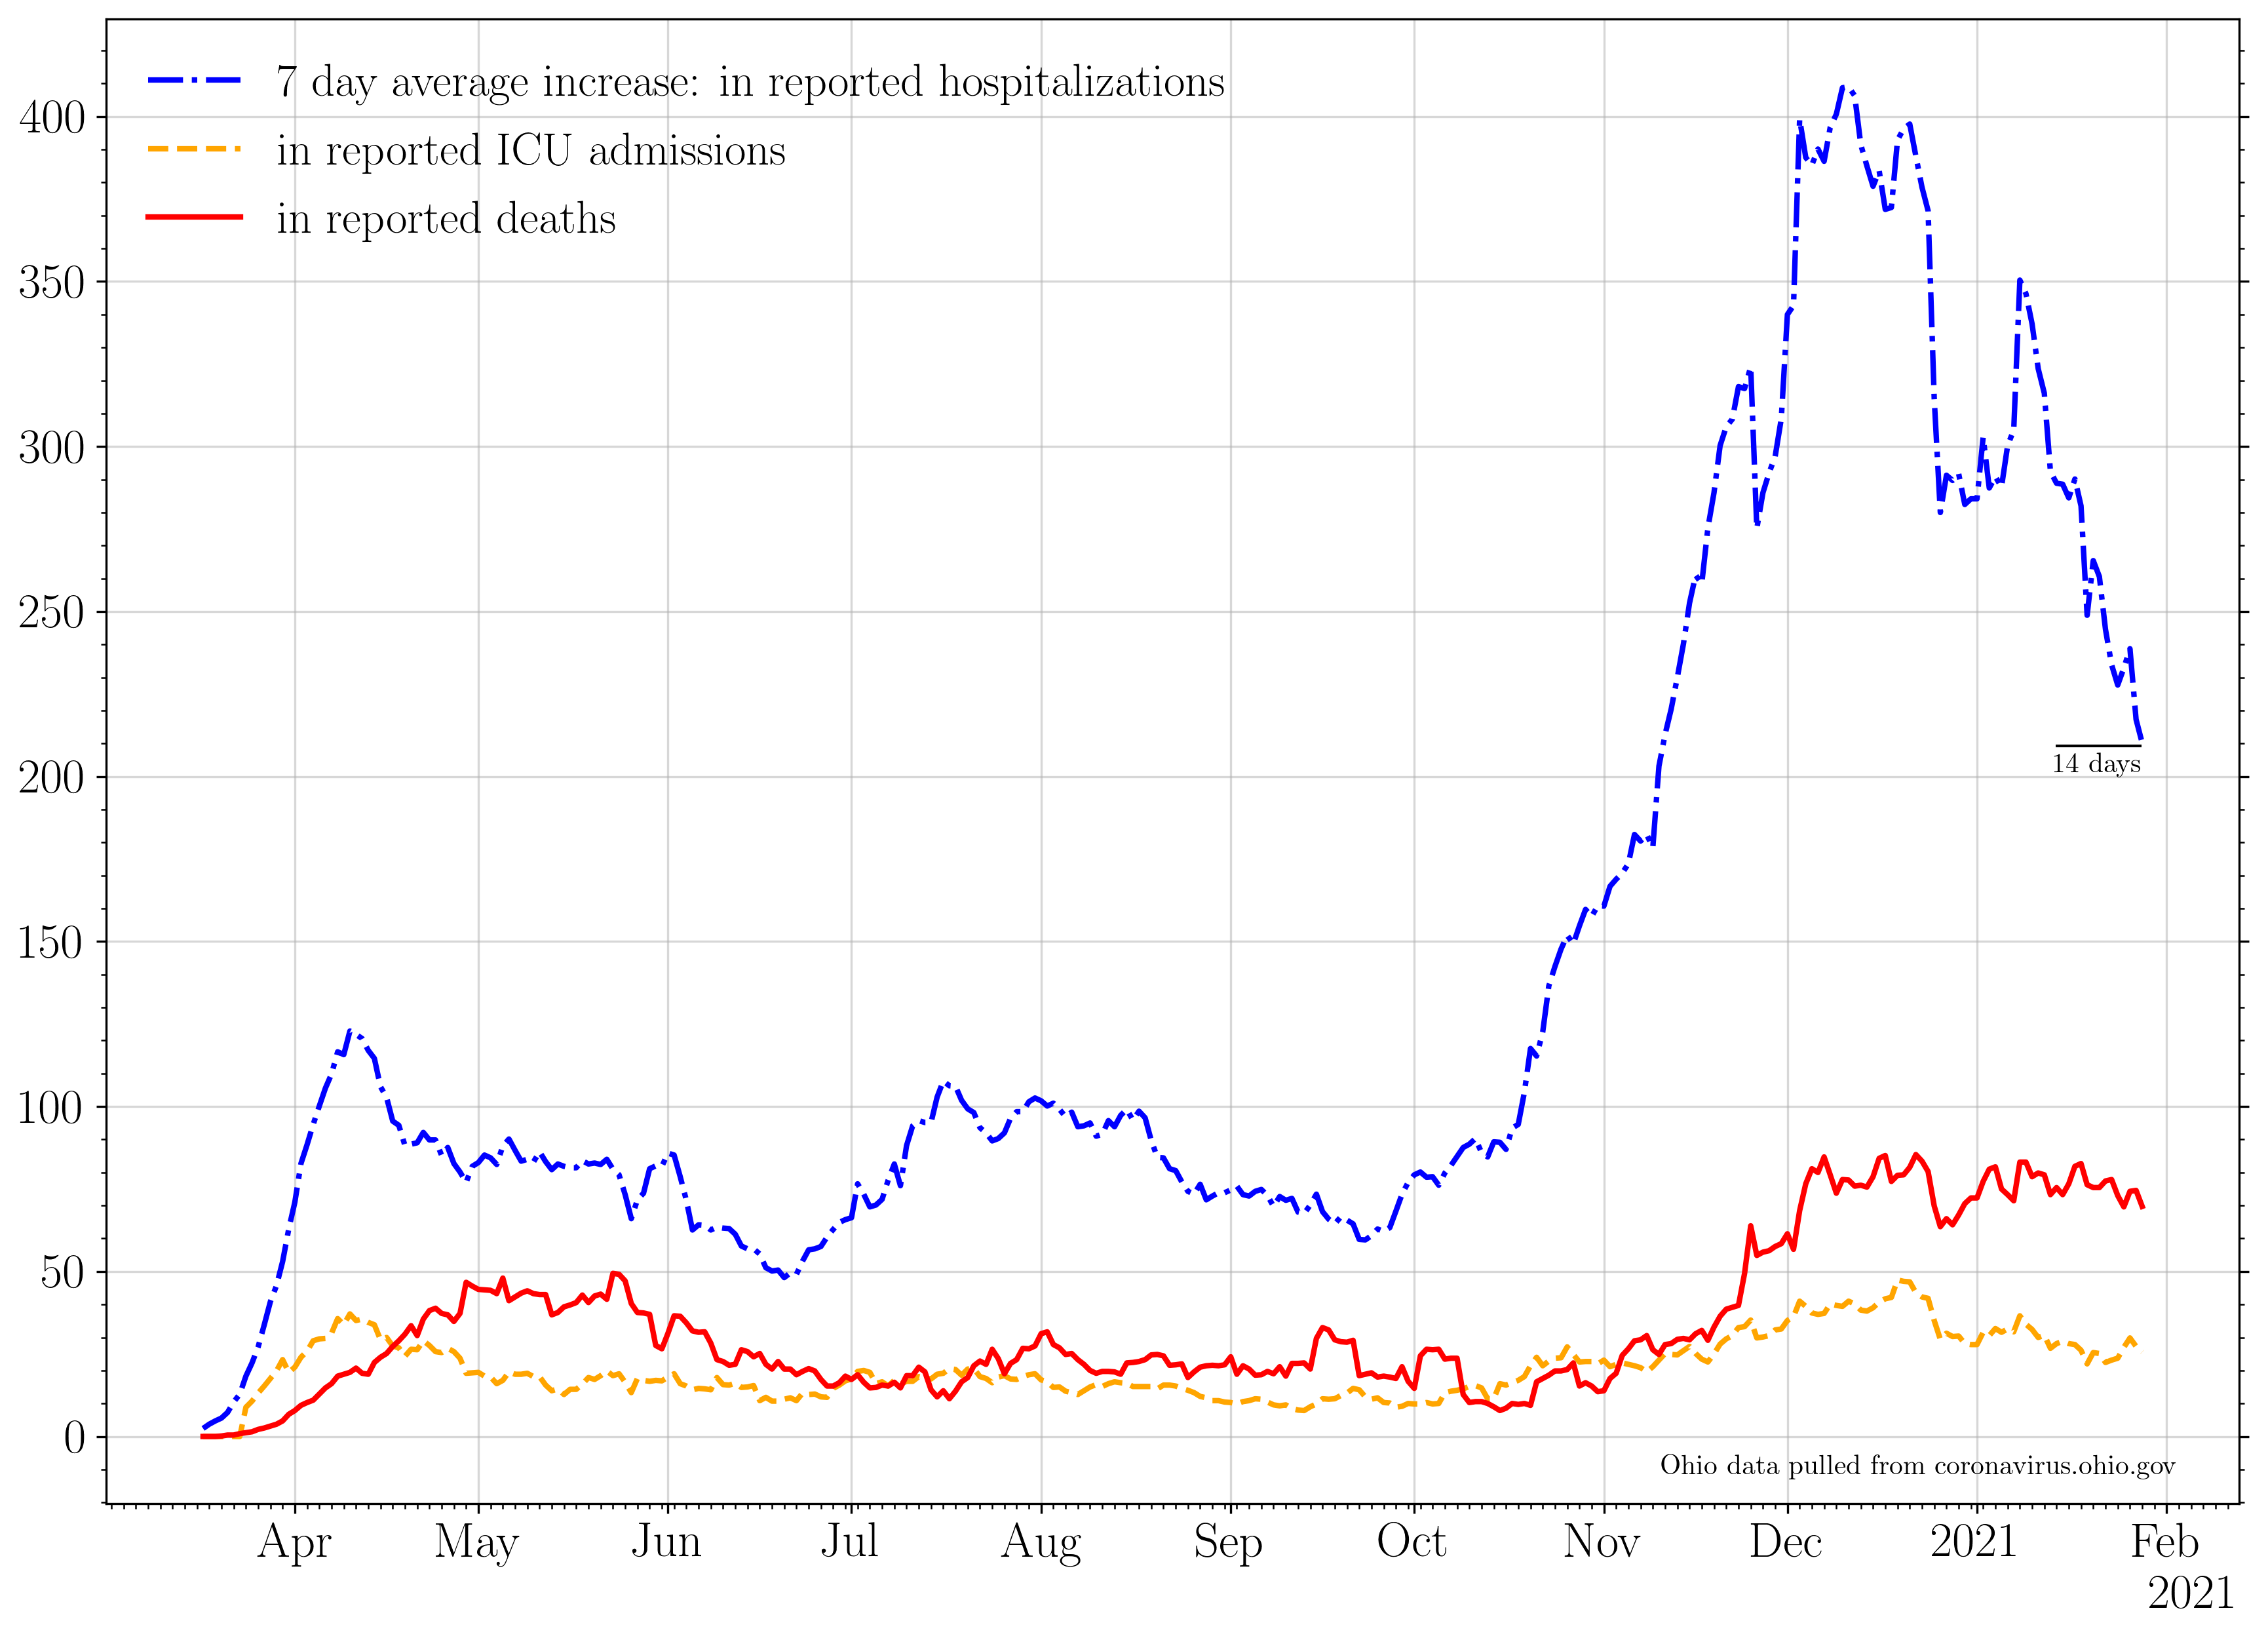 7 day average increase: in reported hospitalizations
in reported ICU admissions
in reported deaths
400
350
300
250
200
150
100
50
0
14 days
Ohio data pulled from coronavirus.ohio.gov
Apr May Jun Jul Aug Sep Oct Nov Dec 2021 Feb
2021